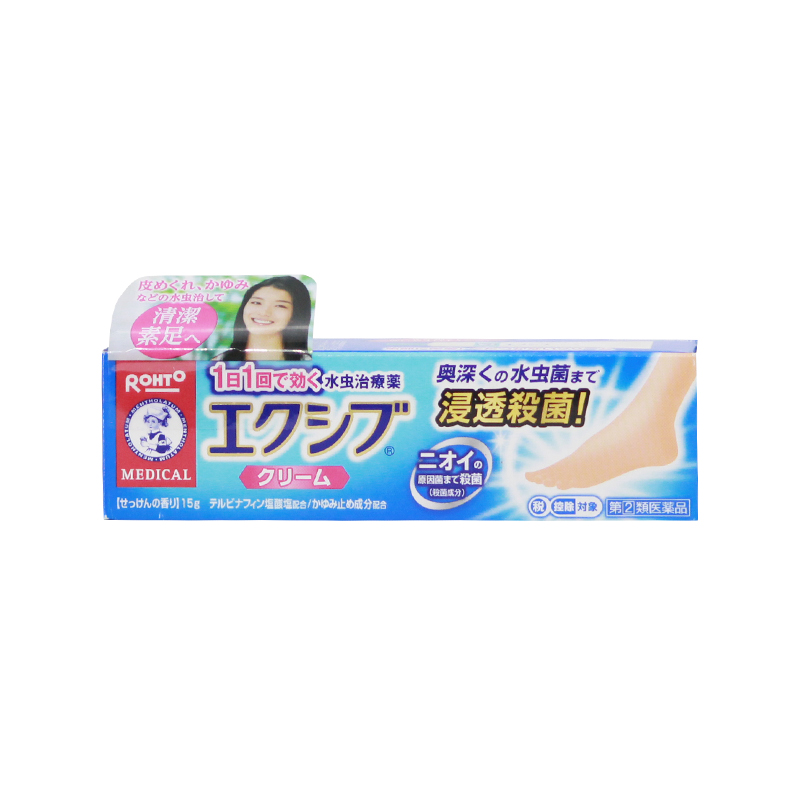 皮めくれ、かゆみ
などの水虫治して
清潔
素足へ
ROHTO
MENTHOLATUM
MEDICAL
1日1回で効く水虫治療薬
エクシブ®
クリーム
【せっけんの香り】15g テルビナフィン塩酸塩配合/かゆみ止め成分配合
奥深くの水虫菌まで
浸透殺菌!
ニオイの
原因菌まで殺菌
(殺菌成分)
税 控除 対象
第②類医薬品